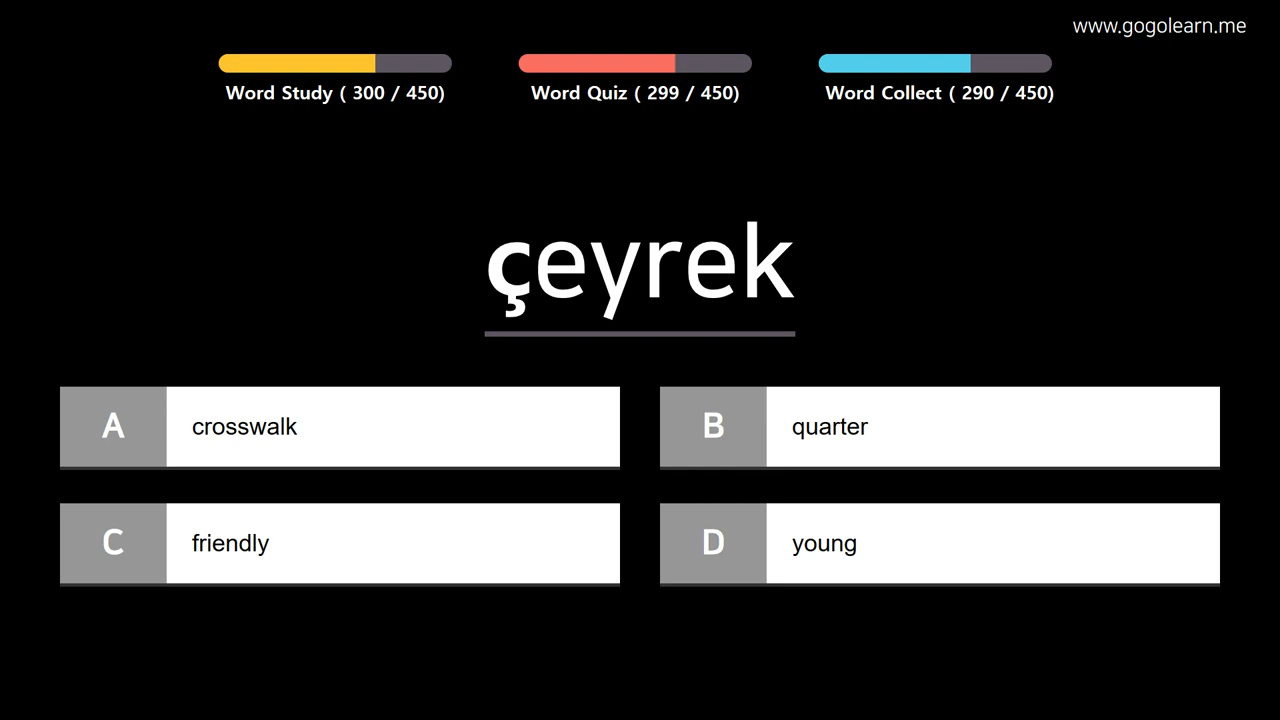 www.gogolearn.me
Word Study ( 300 / 450)
Word Quiz ( 299 / 450)
Word Collect ( 290 / 450)
çeyrek
A crosswalk
B quarter
C friendly
D young